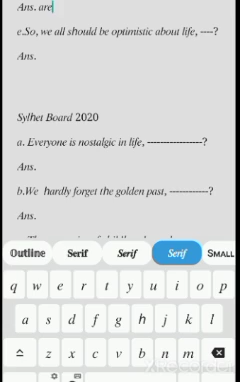 Ans. are
e.So, we all should be optimistic about life, ----?
Ans.
Sylhet Board 2020
a. Everyone is nostalgic in life, -----------------?
Ans.
b.We hardly forget the golden past, ------------?
Ans.
Outline Serif Serif Serif SMALL
q w e r t y u i o p
a s d f g h j k l
z x c v b n m